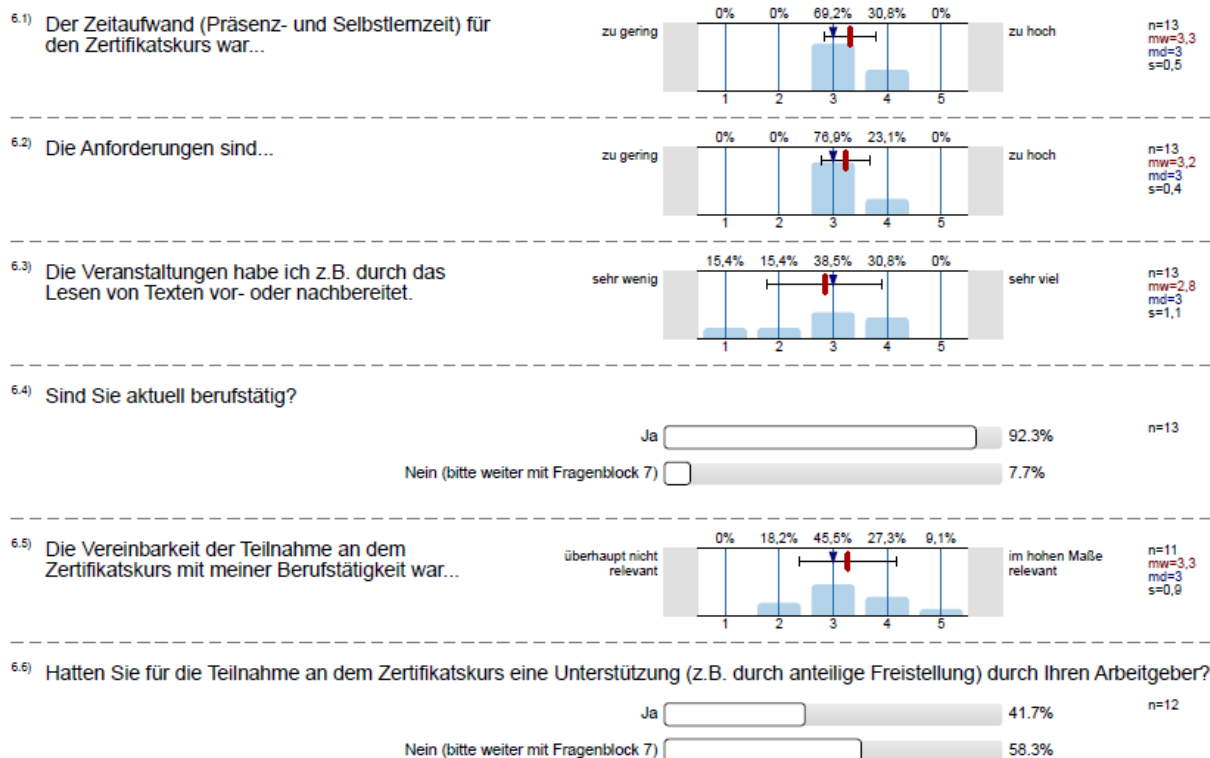 6.1) Der Zeitaufwand (Präsenz- und Selbstlernzeit) für
den Zertifikatskurs war...
zu gering
0% 0% 69,2% 30,8% 0%
1 2 3 4 5
zu hoch
n=13
mw=3,3
md=3
s=0,5
6.2) Die Anforderungen sind...
zu gering
0% 0% 76,9% 23,1% 0%
1 2 3 4 5
zu hoch
n=13
mw=3,2
md=3
s=0,4
6.3) Die Veranstaltungen habe ich z.B. durch das
Lesen von Texten vor- oder nachbereitet.
sehr wenig
15,4% 15,4% 38,5% 30,8% 0%
1 2 3 4 5
sehr viel
n=13
mw=2,8
md=3
s=1,1
6.4) Sind Sie aktuell berufstätig?
Ja 92.3%
n=13
Nein (bitte weiter mit Fragenblock 7) 7.7%
6.5) Die Vereinbarkeit der Teilnahme an dem
Zertifikatskurs mit meiner Berufstätigkeit war...
überhaupt nicht
relevant
0% 18,2% 45,5% 27,3% 9,1%
1 2 3 4 5
im hohen Maße
relevant
n=11
mw=3,3
md=3
s=0,9
6.6) Hatten Sie für die Teilnahme an dem Zertifikatskurs eine Unterstützung (z.B. durch anteilige Freistellung) durch Ihren Arbeitgeber?
Ja 41.7%
n=12
Nein (bitte weiter mit Fragenblock 7) 58.3%